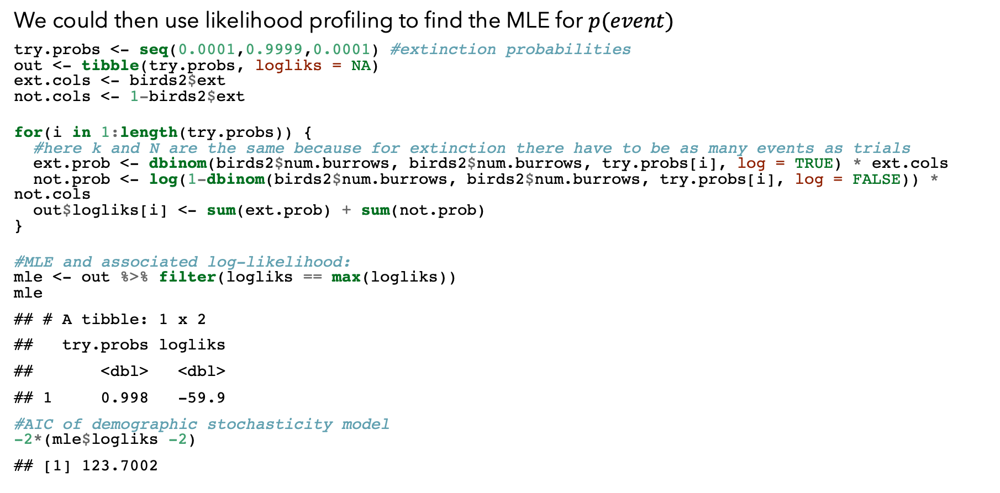 We could then use likelihood profiling to find the MLE for p(event)
try.probs <- seq(0.0001,0.9999,0.0001) #extinction probabilities
out <- tibble(try.probs, logliks = NA)
ext.cols <- birds2$ext
not.cols <- 1-birds2$ext
for(i in 1:length(try.probs)) {
  #here k and N are the same because for extinction there have to be as many events as trials
  ext.prob <- dbinom(birds2$num.burrows, birds2$num.burrows, try.probs[i], log = TRUE) * ext.cols
  not.prob <- log(1-dbinom(birds2$num.burrows, birds2$num.burrows, try.probs[i], log = FALSE)) *
not.cols
  out$logliks[i] <- sum(ext.prob) + sum(not.prob)
}
#MLE and associated log-likelihood:
mle <- out %>% filter(logliks == max(logliks))
mle
## # A tibble: 1 x 2
##   try.probs logliks
##       <dbl>   <dbl>
## 1     0.998   -59.9
#AIC of demographic stochasticity model
-2*(mle$logliks -2)
## [1] 123.7002